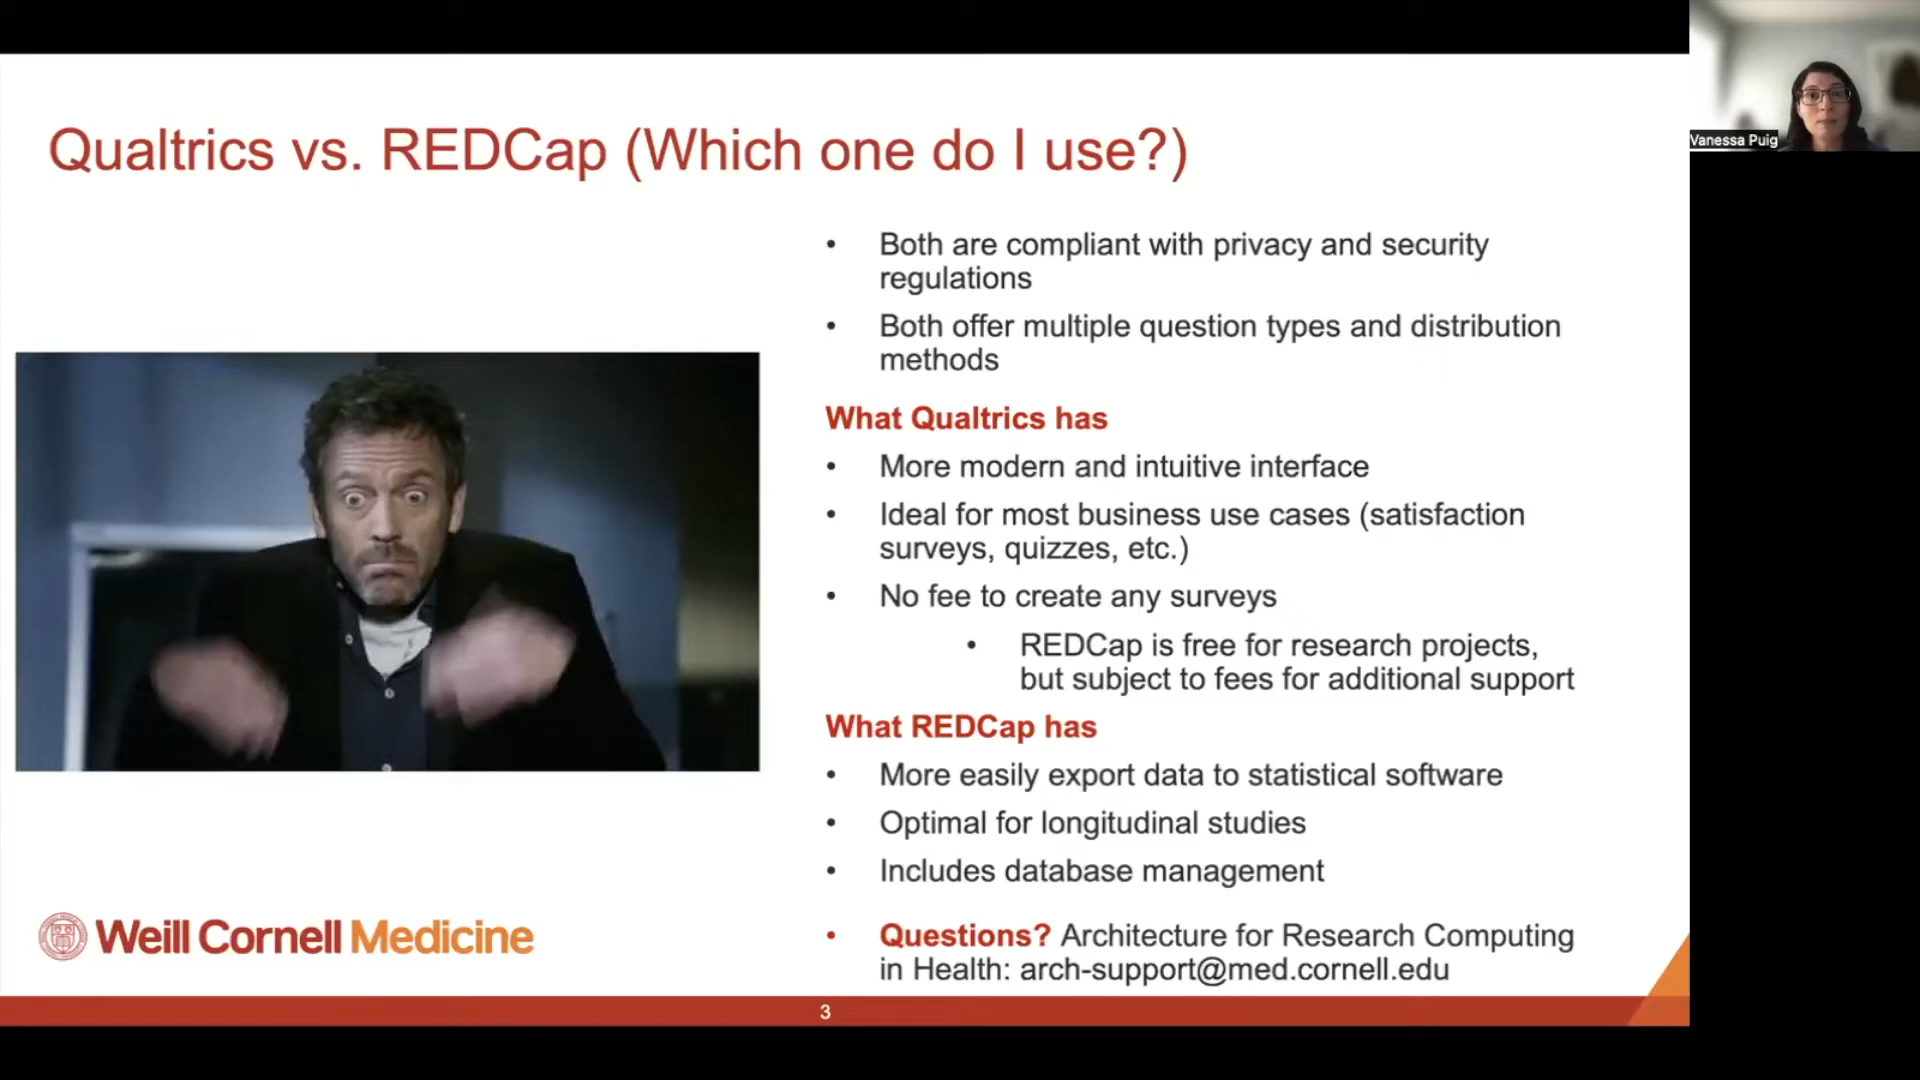 Qualtrics vs. REDCap (Which one do I use?)
Vanessa Puig
• Both are compliant with privacy and security
regulations
• Both offer multiple question types and distribution
methods
What Qualtrics has
• More modern and intuitive interface
• Ideal for most business use cases (satisfaction
surveys, quizzes, etc.)
• No fee to create any surveys
• REDCap is free for research projects,
but subject to fees for additional support
What REDCap has
• More easily export data to statistical software
• Optimal for longitudinal studies
• Includes database management
• Questions? Architecture for Research Computing
in Health: arch-support@med.cornell.edu
Weill Cornell Medicine
3